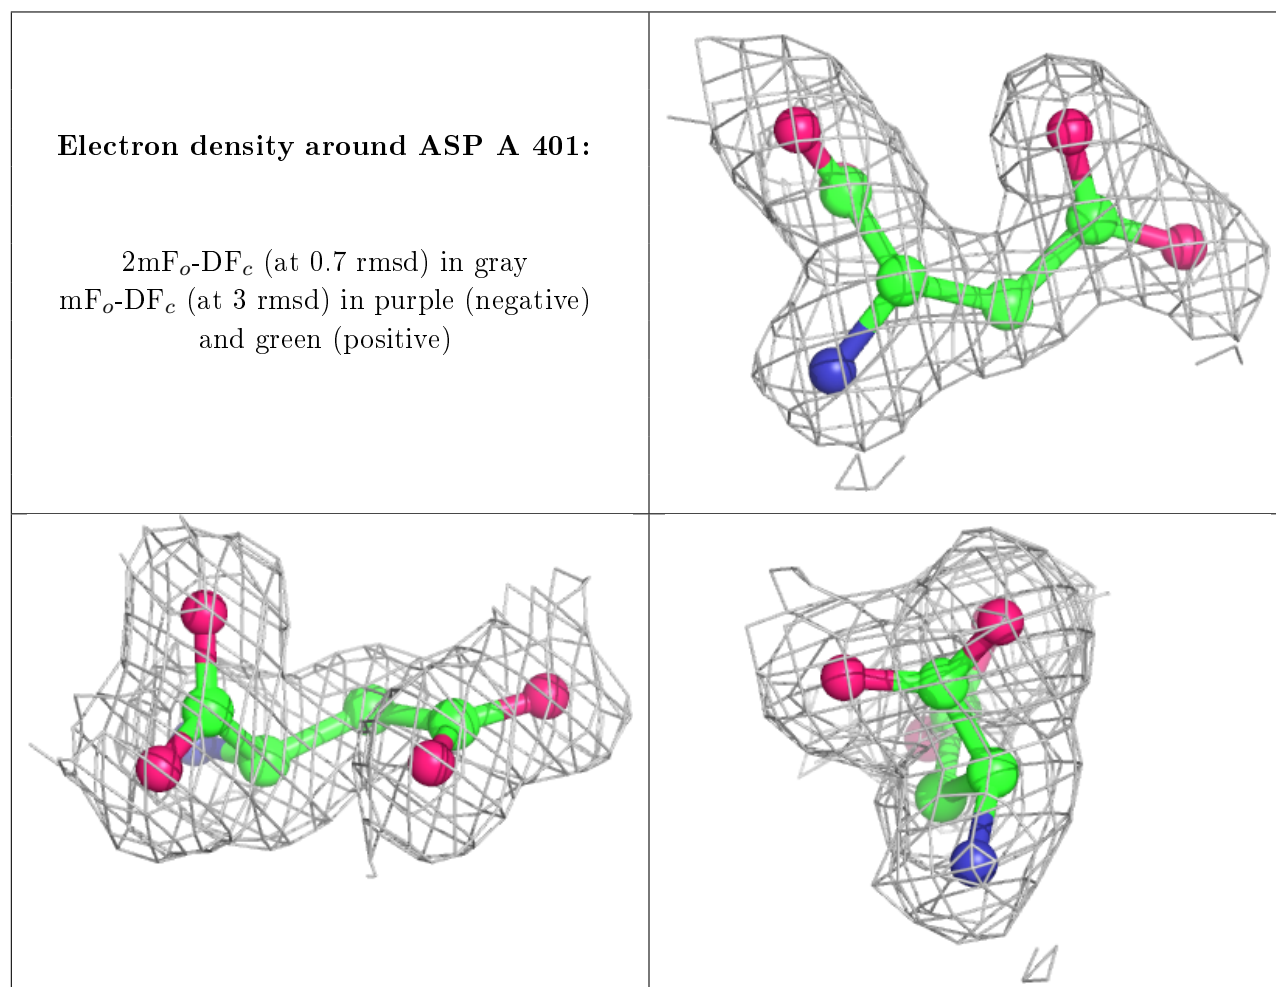 Electron density around ASP A 401:
2mFₒ-DF𝒸 (at 0.7 rmsd) in gray
mFₒ-DF𝒸 (at 3 rmsd) in purple (negative)
and green (positive)